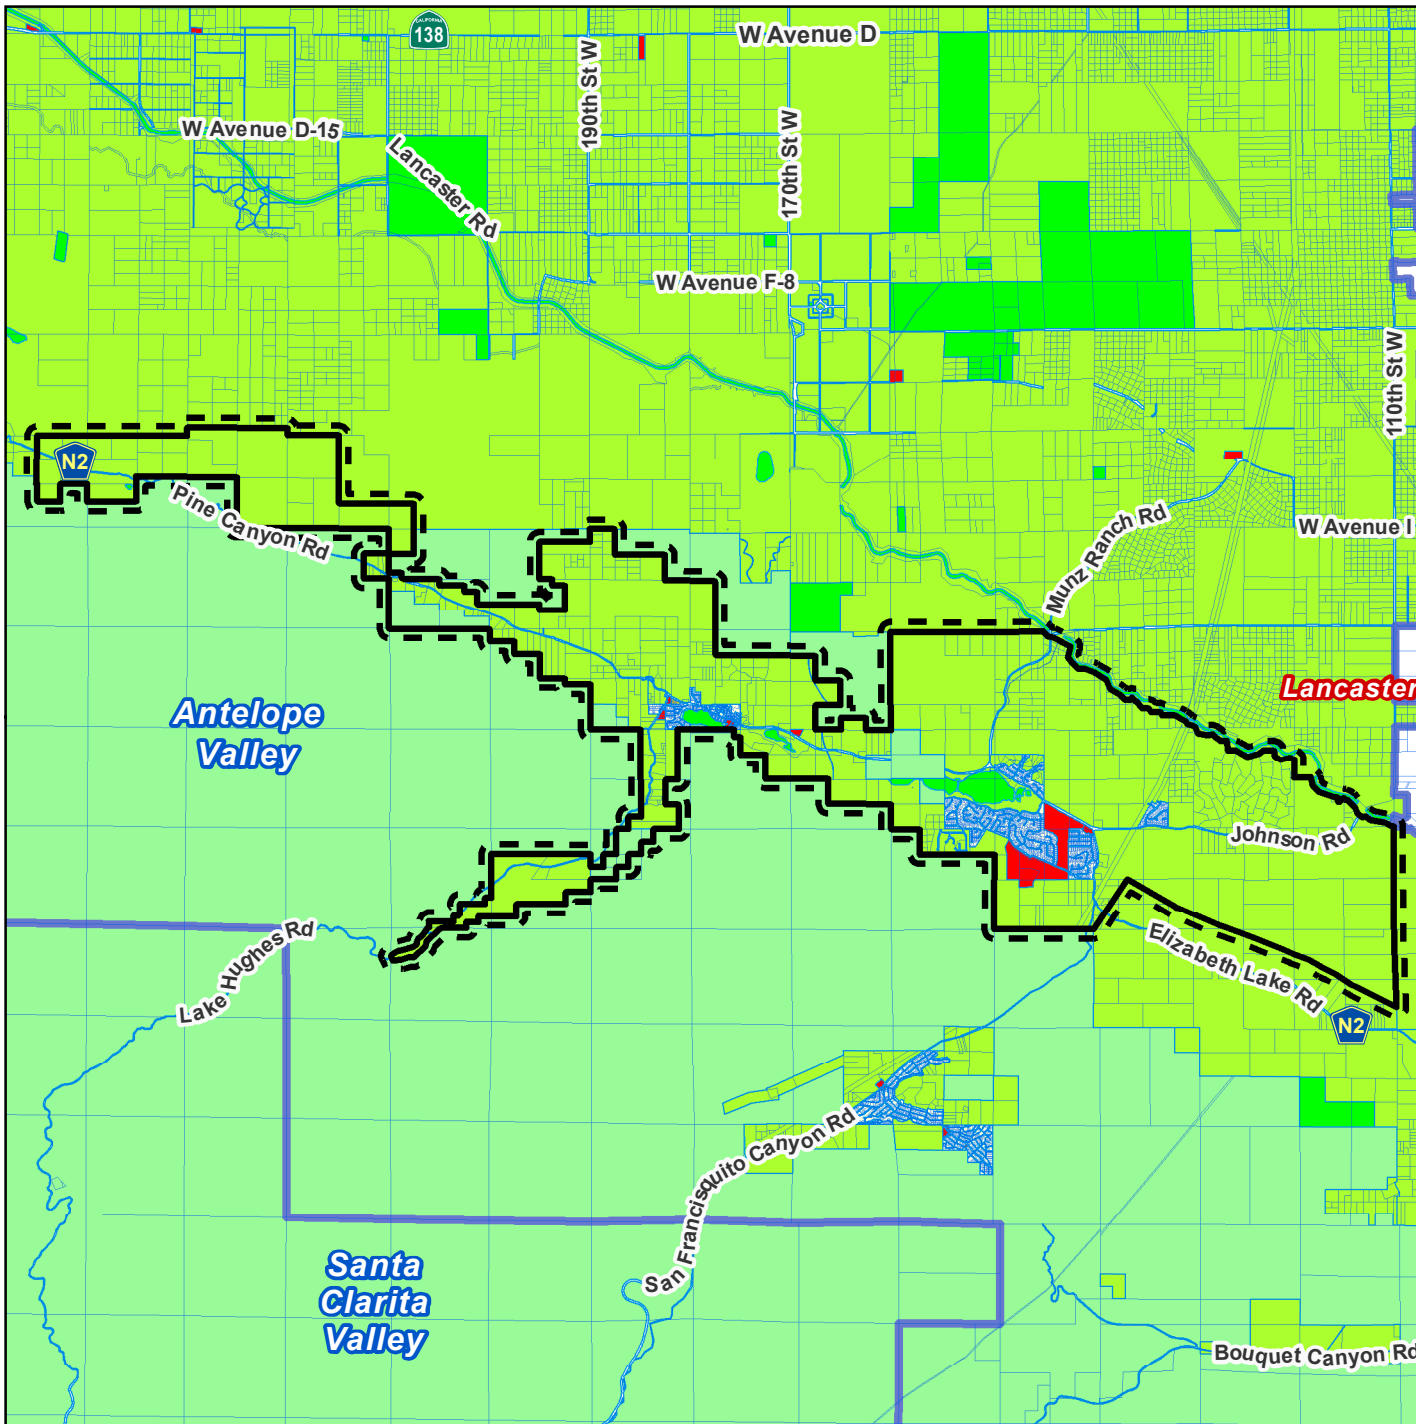 CALIFORNIA
138
W Avenue D
190th St W
W Avenue D-15
Lancaster Rd
170th St W
W Avenue F-8
110th St W
N2
Pine Canyon Rd
Munz Ranch Rd
W Avenue I
Lancaster
Antelope
Valley
Johnson Rd
Lake Hughes Rd
Elizabeth Lake Rd
N2
San Francisquito Canyon Rd
Santa
Clarita
Valley
Bouquet Canyon Rd